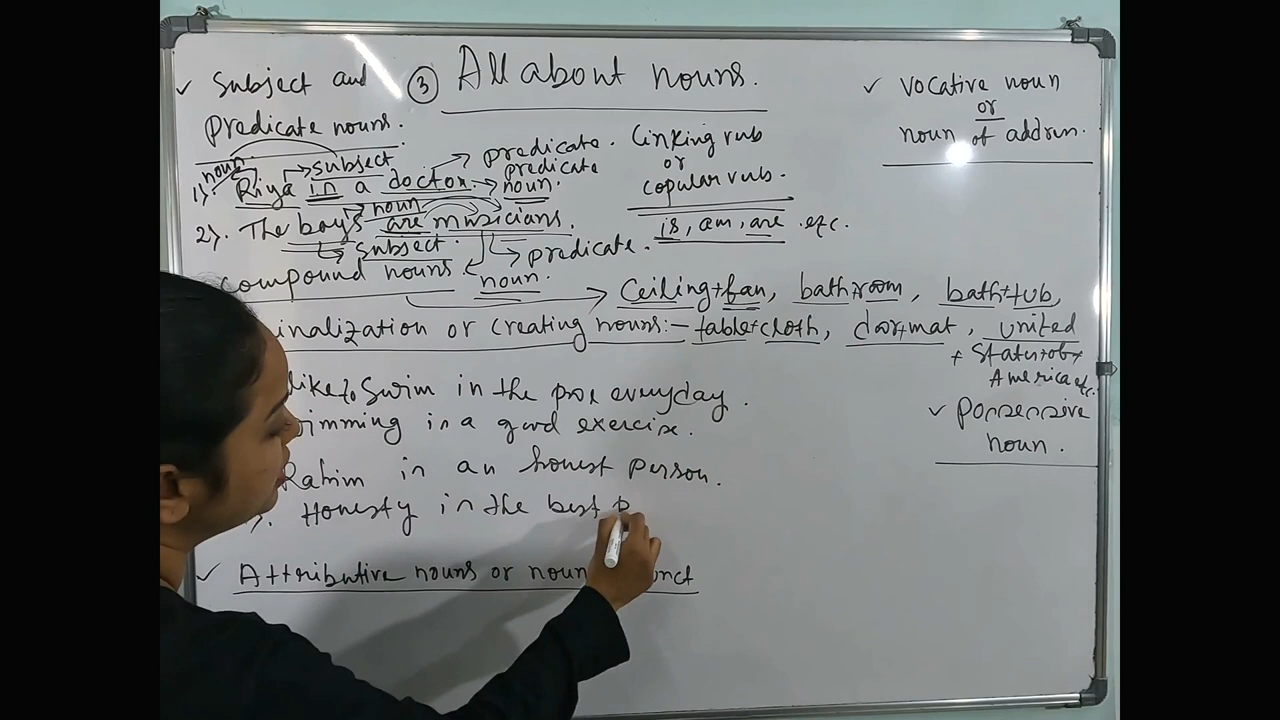 ③ All about nouns.
✓ Subject and
predicate nouns.
noun
subject
predicate.
1). Riya is a doctor.
predicate
noun.
noun
2). The boys are musicians.
subject.
predicate.
noun.
linking verb
or
copular verb.
is, am, are .etc.
compound nouns.
Ceiling+fan, bath+room, bath+tub,
inalization or creating nouns:- table+cloth, door+mat, united
+ States+of+
America etc.
like to Swim in the everyday.
imming is a good exercise.
Rahim is an honest person.
). Honesty is the best p
✓ Attributive nouns or noun unct
✓ vocative noun
or
noun of address.
✓ possessive
noun.